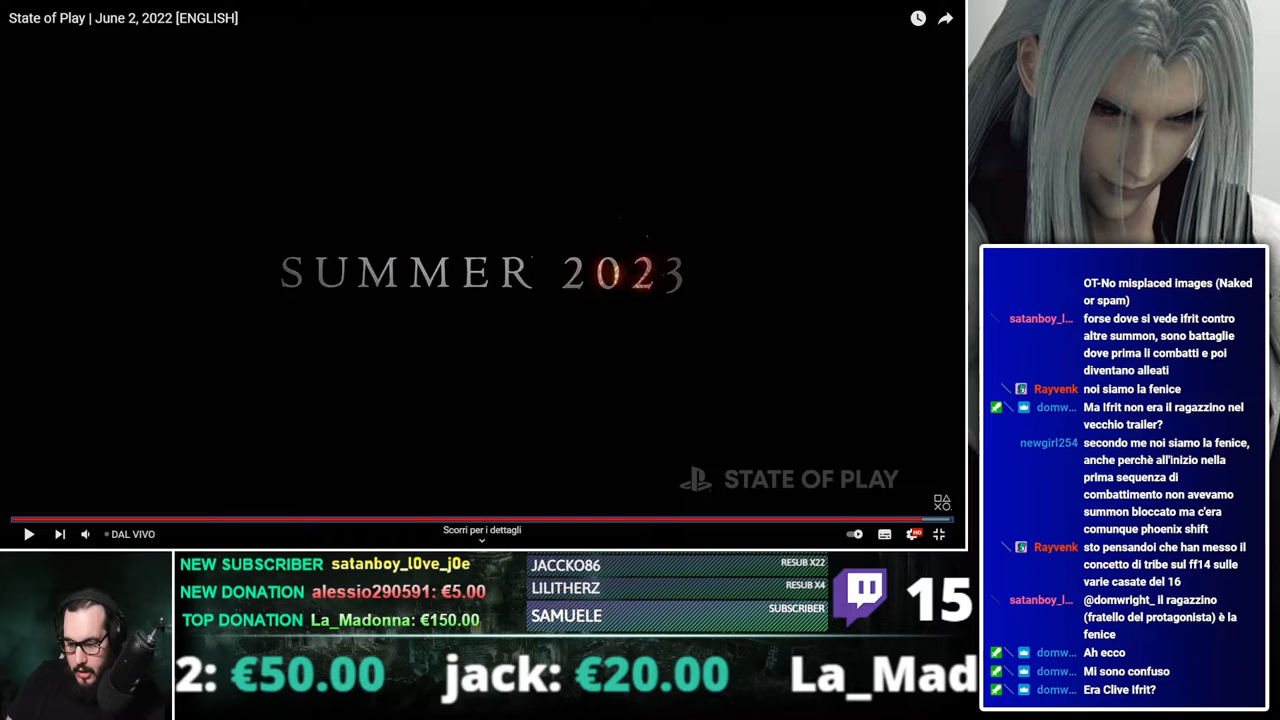 State of Play | June 2, 2022 [ENGLISH]
SUMMER 2023
STATE OF PLAY
DAL VIVO
Scorri per i dettagli
HD
OT-No misplaced images (Naked
or spam)
satanboy_l... forse dove si vede ifrit contro
altre summon, sono battaglie
dove prima li combatti e poi
diventano alleati
Rayvenk noi siamo la fenice
domw... Ma Ifrit non era il ragazzino nel
vecchio trailer?
newgirl254 secondo me noi siamo la fenice,
anche perchè all'inizio nella
prima sequenza di
combattimento non avevamo
summon bloccato ma c'era
comunque phoenix shift
Rayvenk sto pensandoi che han messo il
concetto di tribe sul ff14 sulle
varie casate del 16
satanboy_l... @domwright_ il ragazzino
(fratello del protagonista) è la
fenice
domw... Ah ecco
domw... Mi sono confuso
domw... Era Clive Ifrit?
NEW SUBSCRIBER satanboy_l0ve_j0e
NEW DONATION alessio290591: €5.00
TOP DONATION La_Madonna: €150.00
JACCKO86 RESUB X22
LILITHERZ RESUB X4
SAMUELE SUBSCRIBER
15
2: €50.00 jack: €20.00 La_Mad